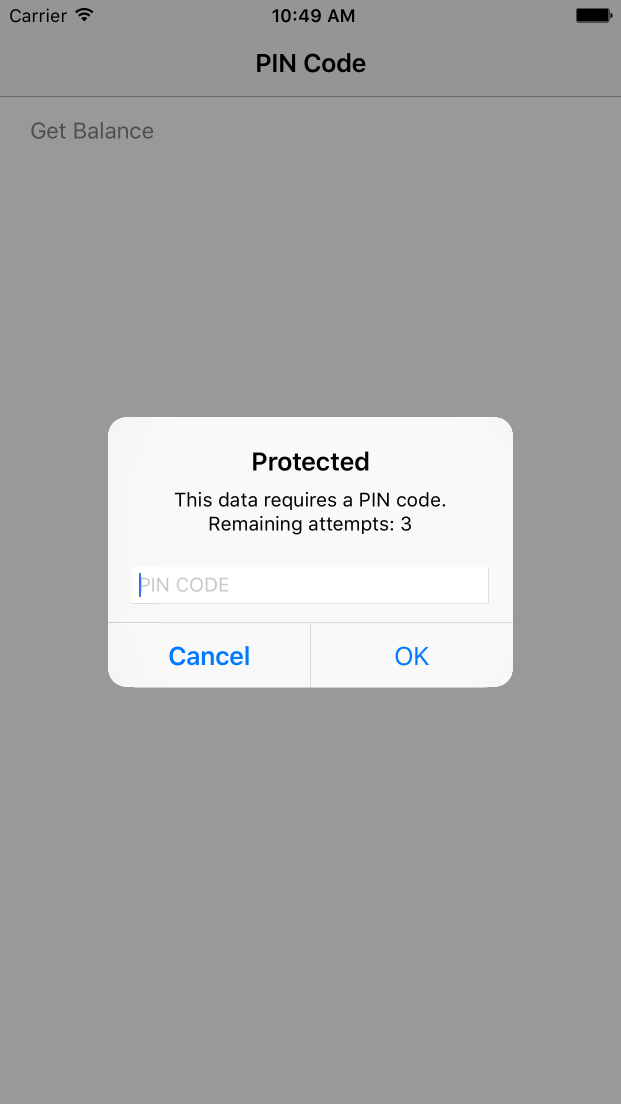 Carrier 10:49 AM
PIN Code
Get Balance
Protected
This data requires a PIN code.
Remaining attempts: 3
PIN CODE
Cancel OK